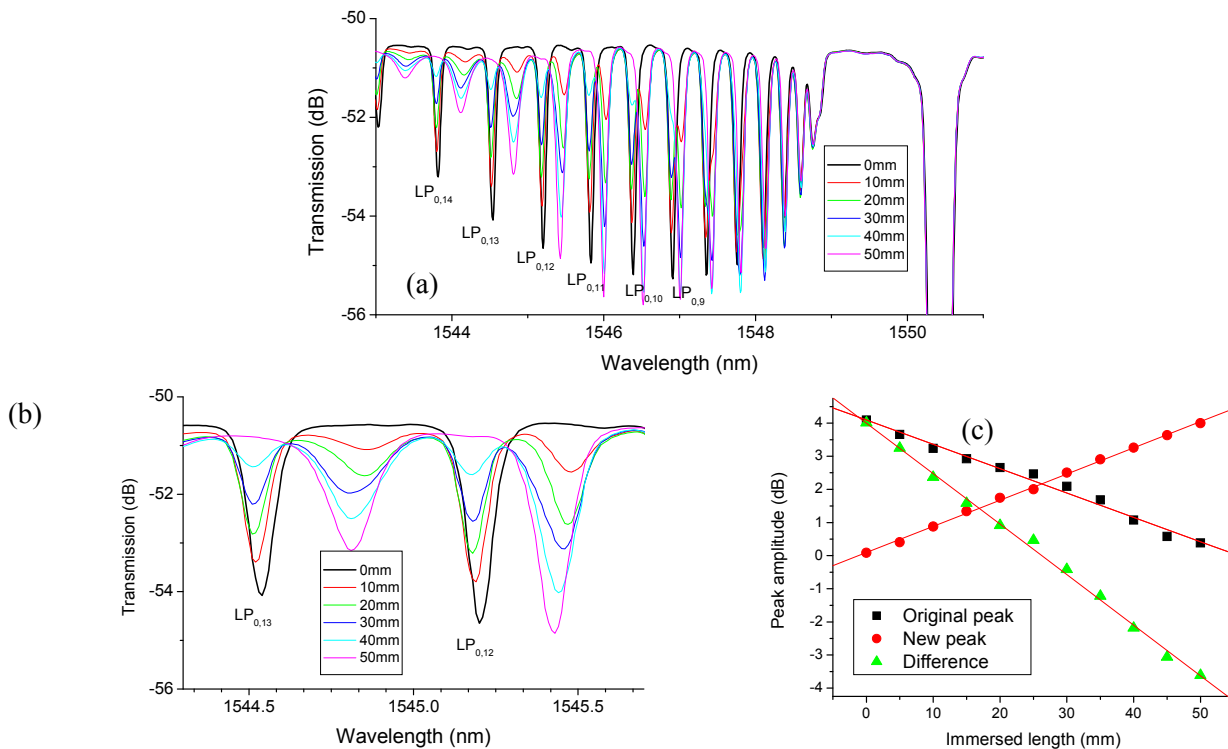 -50
-52
-54
-56
Transmission (dB)
LP0,14
LP0,13
LP0,12
LP0,11
LP0,10
LP0,9
(a)
0mm
10mm
20mm
30mm
40mm
50mm
1544
1546
1548
1550
Wavelength (nm)
(b)
-50
-52
-54
-56
Transmission (dB)
LP0,13
LP0,12
0mm
10mm
20mm
30mm
40mm
50mm
1544.5
1545.0
1545.5
Wavelength (nm)
(c)
4
3
2
1
0
-1
-2
-3
-4
Peak amplitude (dB)
Original peak
New peak
Difference
0
10
20
30
40
50
Immersed length (mm)